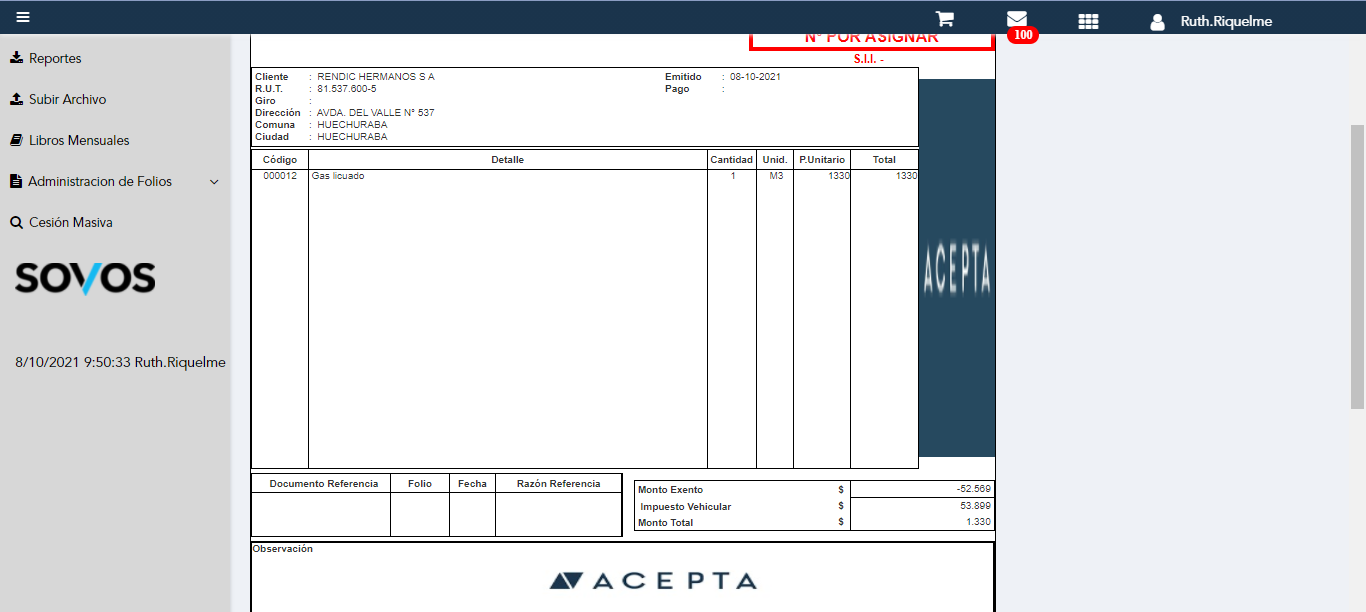 Ruth.Riquelme
100
Reportes
Subir Archivo
Libros Mensuales
Administracion de Folios
Cesión Masiva
SOVOS
8/10/2021 9:50:33 Ruth.Riquelme
N° POR ASIGNAR
S.I.I. -
Cliente : RENDIC HERMANOS S A Emitido : 08-10-2021
R.U.T. : 81.537.600-5 Pago :
Giro :
Dirección : AVDA. DEL VALLE N° 537
Comuna : HUECHURABA
Ciudad : HUECHURABA
Código Detalle Cantidad Unid. P.Unitario Total
000012 Gas licuado 1 M3 1330 1330
ACEPTA
Documento Referencia Folio Fecha Razón Referencia
Monto Exento $ -52.569
Impuesto Vehicular $ 53.899
Monto Total $ 1.330
Observación
ACEPTA